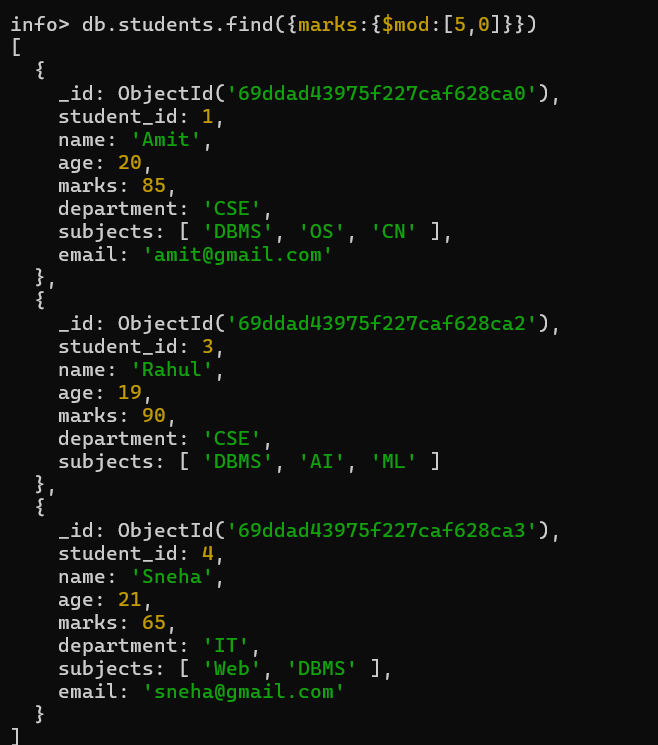 info> db.students.find({marks:{$mod:[5,0]}})
[
  {
    _id: ObjectId('69ddad43975f227caf628ca0'),
    student_id: 1,
    name: 'Amit',
    age: 20,
    marks: 85,
    department: 'CSE',
    subjects: [ 'DBMS', 'OS', 'CN' ],
    email: 'amit@gmail.com'
  },
  {
    _id: ObjectId('69ddad43975f227caf628ca2'),
    student_id: 3,
    name: 'Rahul',
    age: 19,
    marks: 90,
    department: 'CSE',
    subjects: [ 'DBMS', 'AI', 'ML' ]
  },
  {
    _id: ObjectId('69ddad43975f227caf628ca3'),
    student_id: 4,
    name: 'Sneha',
    age: 21,
    marks: 65,
    department: 'IT',
    subjects: [ 'Web', 'DBMS' ],
    email: 'sneha@gmail.com'
  }
]